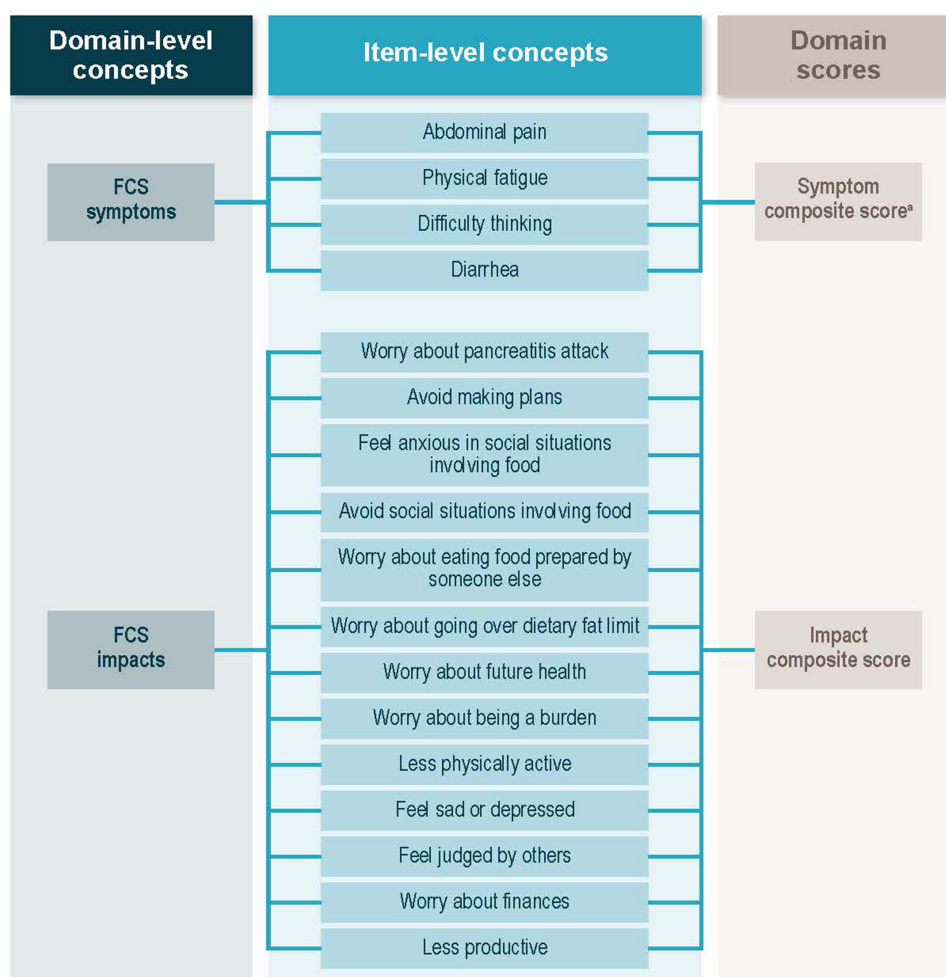 Domain-level
concepts
Item-level concepts
Domain
scores
FCS
symptoms
Abdominal pain
Physical fatigue
Difficulty thinking
Diarrhea
Symptom
composite scoreᵃ
FCS
impacts
Worry about pancreatitis attack
Avoid making plans
Feel anxious in social situations
involving food
Avoid social situations involving food
Worry about eating food prepared by
someone else
Worry about going over dietary fat limit
Worry about future health
Worry about being a burden
Less physically active
Feel sad or depressed
Feel judged by others
Worry about finances
Less productive
Impact
composite score